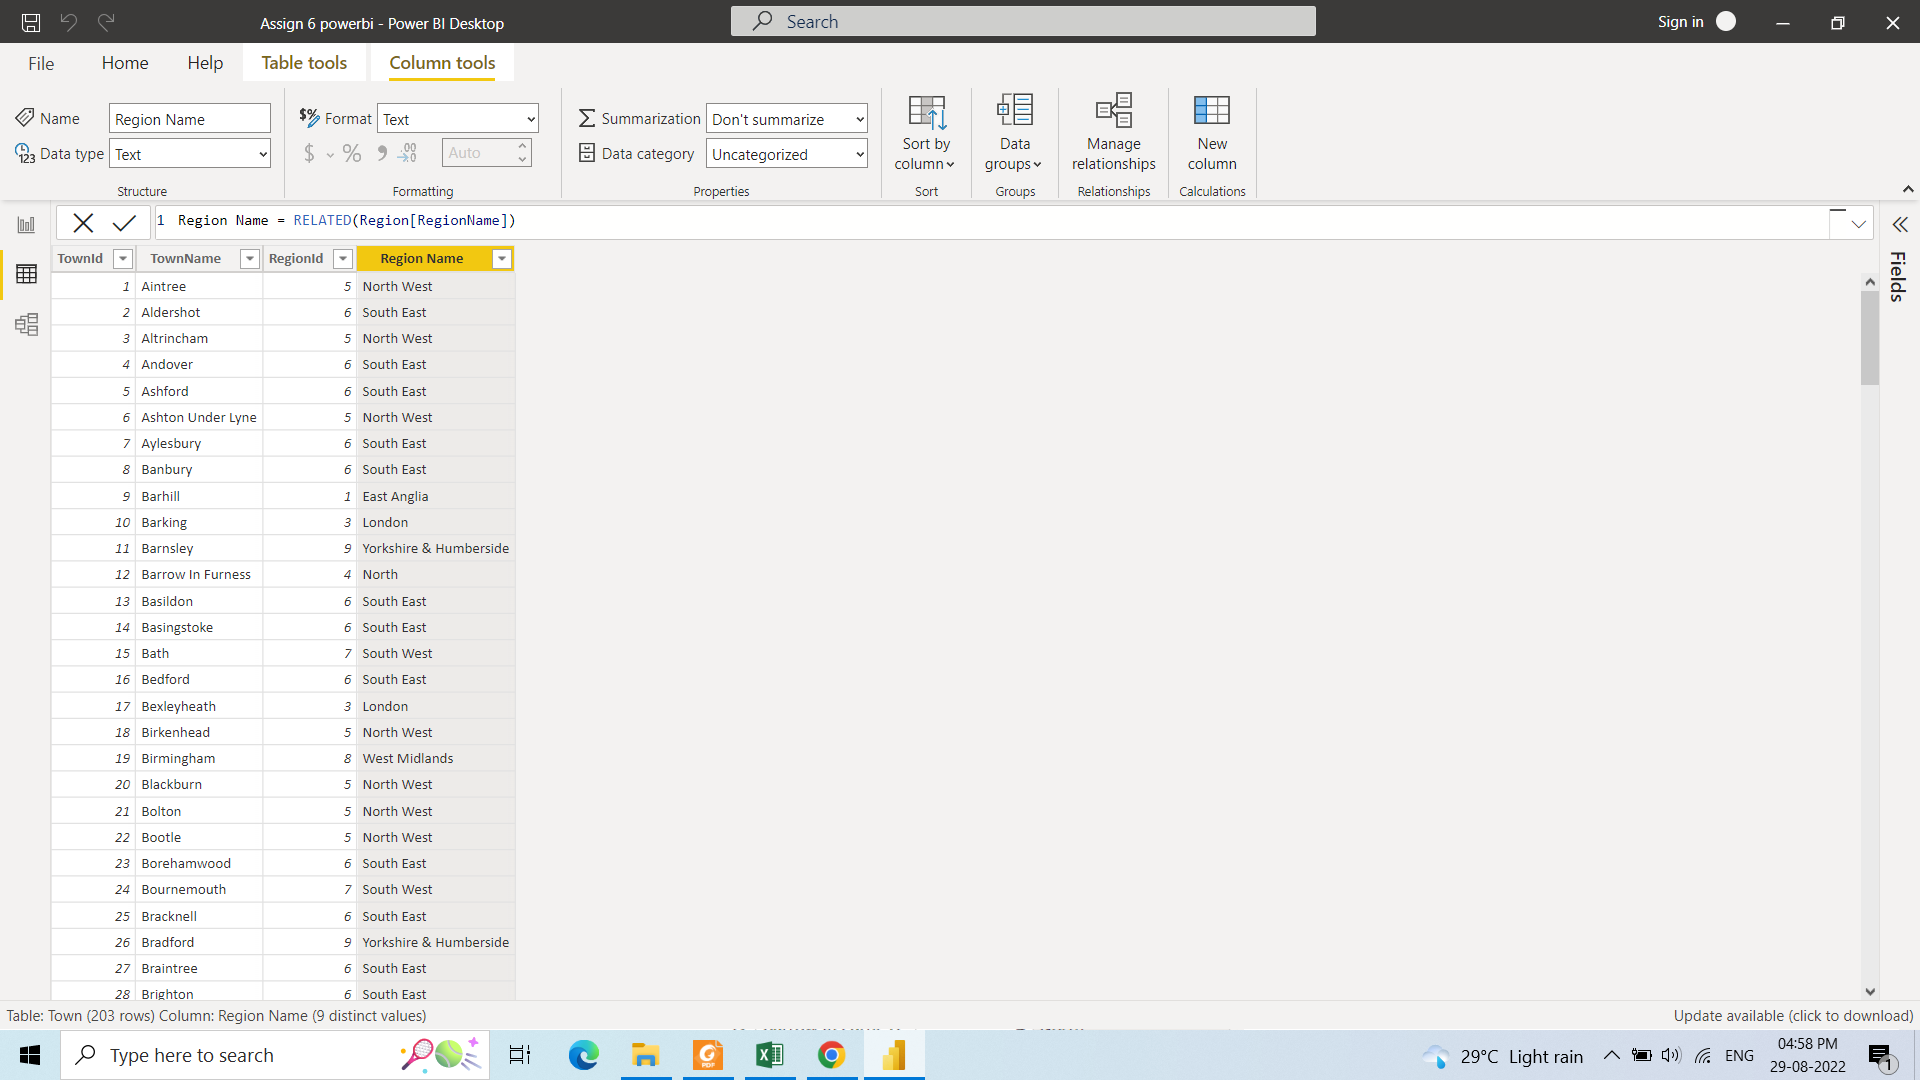 Assign 6 powerbi - Power BI Desktop
Search
Sign in
File Home Help Table tools Column tools
Name Region Name
Data type Text
Structure
Format Text
$ % 9 .00 Auto
Formatting
Summarization Don't summarize
Data category Uncategorized
Properties
Sort by column
Sort
Data groups
Groups
Manage relationships
Relationships
New column
Calculations
1 Region Name = RELATED(Region[RegionName])
Fields
TownId TownName RegionId Region Name
1 Aintree 5 North West
2 Aldershot 6 South East
3 Altrincham 5 North West
4 Andover 6 South East
5 Ashford 6 South East
6 Ashton Under Lyne 5 North West
7 Aylesbury 6 South East
8 Banbury 6 South East
9 Barhill 1 East Anglia
10 Barking 3 London
11 Barnsley 9 Yorkshire & Humberside
12 Barrow In Furness 4 North
13 Basildon 6 South East
14 Basingstoke 6 South East
15 Bath 7 South West
16 Bedford 6 South East
17 Bexleyheath 3 London
18 Birkenhead 5 North West
19 Birmingham 8 West Midlands
20 Blackburn 5 North West
21 Bolton 5 North West
22 Bootle 5 North West
23 Borehamwood 6 South East
24 Bournemouth 7 South West
25 Bracknell 6 South East
26 Bradford 9 Yorkshire & Humberside
27 Braintree 6 South East
28 Brighton 6 South East
Table: Town (203 rows) Column: Region Name (9 distinct values)
Update available (click to download)
Type here to search
29°C Light rain
ENG
04:58 PM
29-08-2022
1